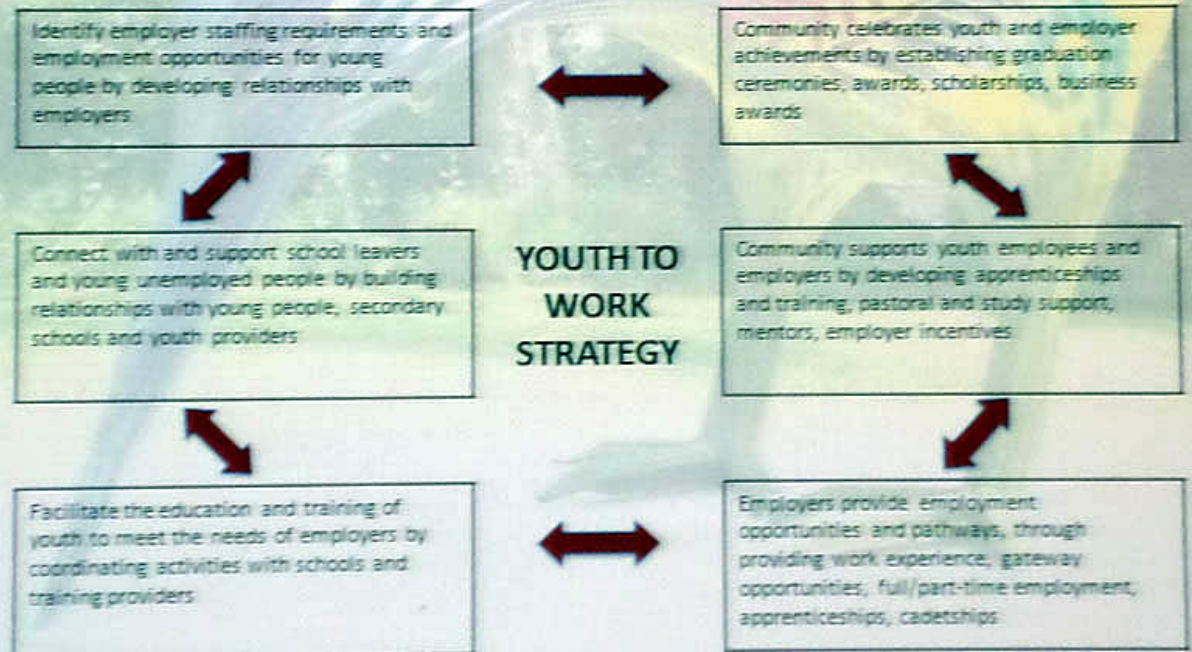 Identify employer staffing requirements and
employment opportunities for young
people by developing relationships with
employers
Community celebrates youth and employer
achievements by establishing graduation
ceremonies, awards, scholarships, business
awards
Connect with and support school leavers
and young unemployed people by building
relationships with young people, secondary
schools and youth providers
YOUTH TO
WORK
STRATEGY
Community supports youth employees and
employers by developing apprenticeships
and training, pastoral and study support,
mentors, employer incentives
Facilitate the education and training of
youth to meet the needs of employers by
coordinating activities with schools and
training providers
Employers provide employment
opportunities and pathways, through
providing work experience, gateway
opportunities, full/part-time employment,
apprenticeships, cadetships